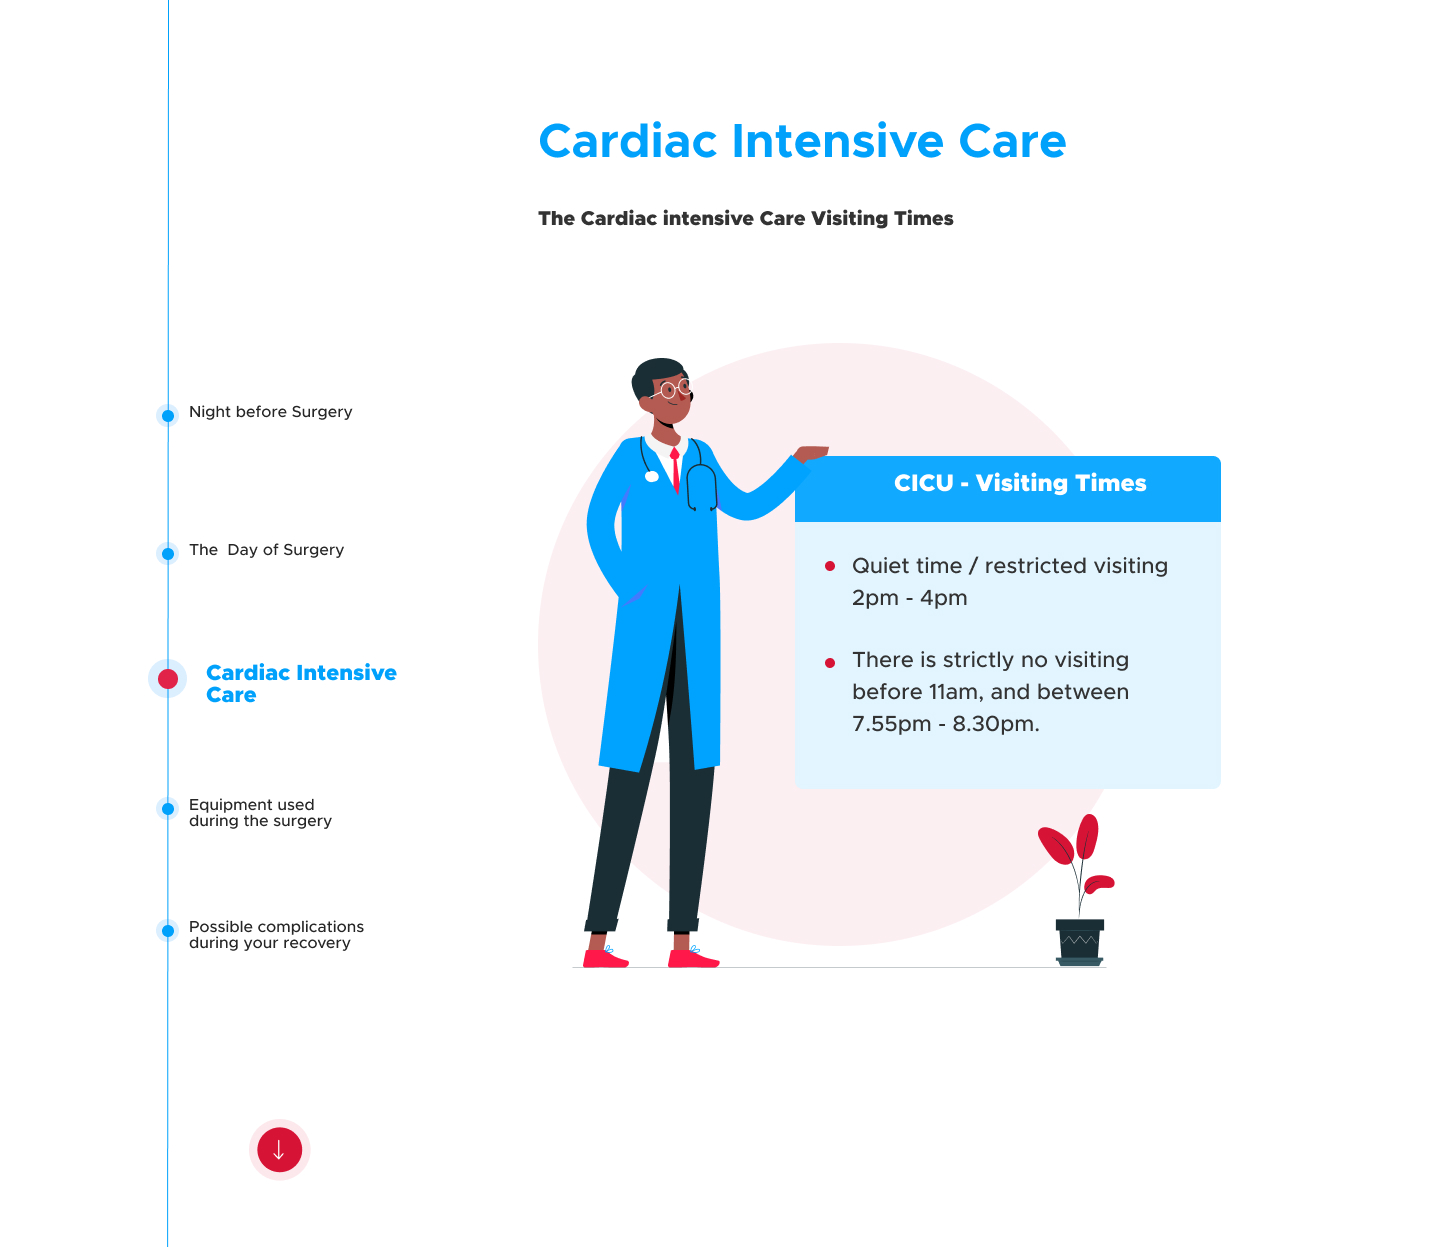 Cardiac Intensive Care
The Cardiac intensive Care Visiting Times
Night before Surgery
The  Day of Surgery
Cardiac Intensive
Care
Equipment used
during the surgery
Possible complications
during your recovery
CICU - Visiting Times
Quiet time / restricted visiting
2pm - 4pm
There is strictly no visiting
before 11am, and between
7.55pm - 8.30pm.